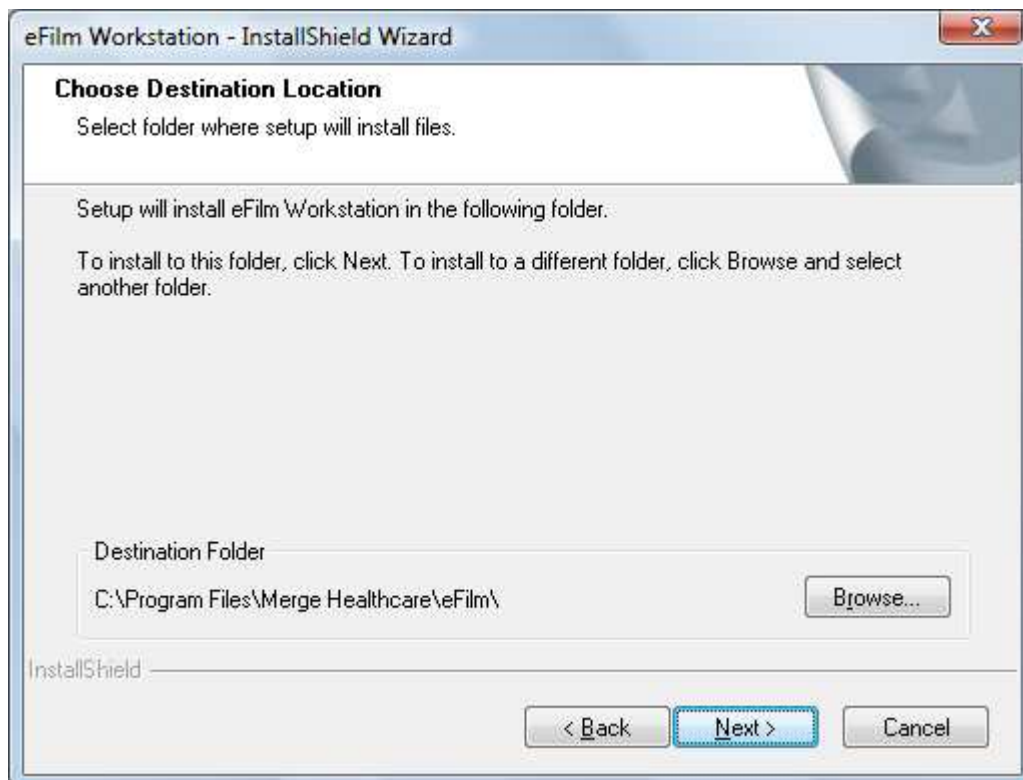 eFilm Workstation - InstallShield Wizard
Choose Destination Location
Select folder where setup will install files.
Setup will install eFilm Workstation in the following folder.
To install to this folder, click Next. To install to a different folder, click Browse and select
another folder.
Destination Folder
C:\Program Files\Merge Healthcare\eFilm\
Browse...
InstallShield
< Back
Next >
Cancel